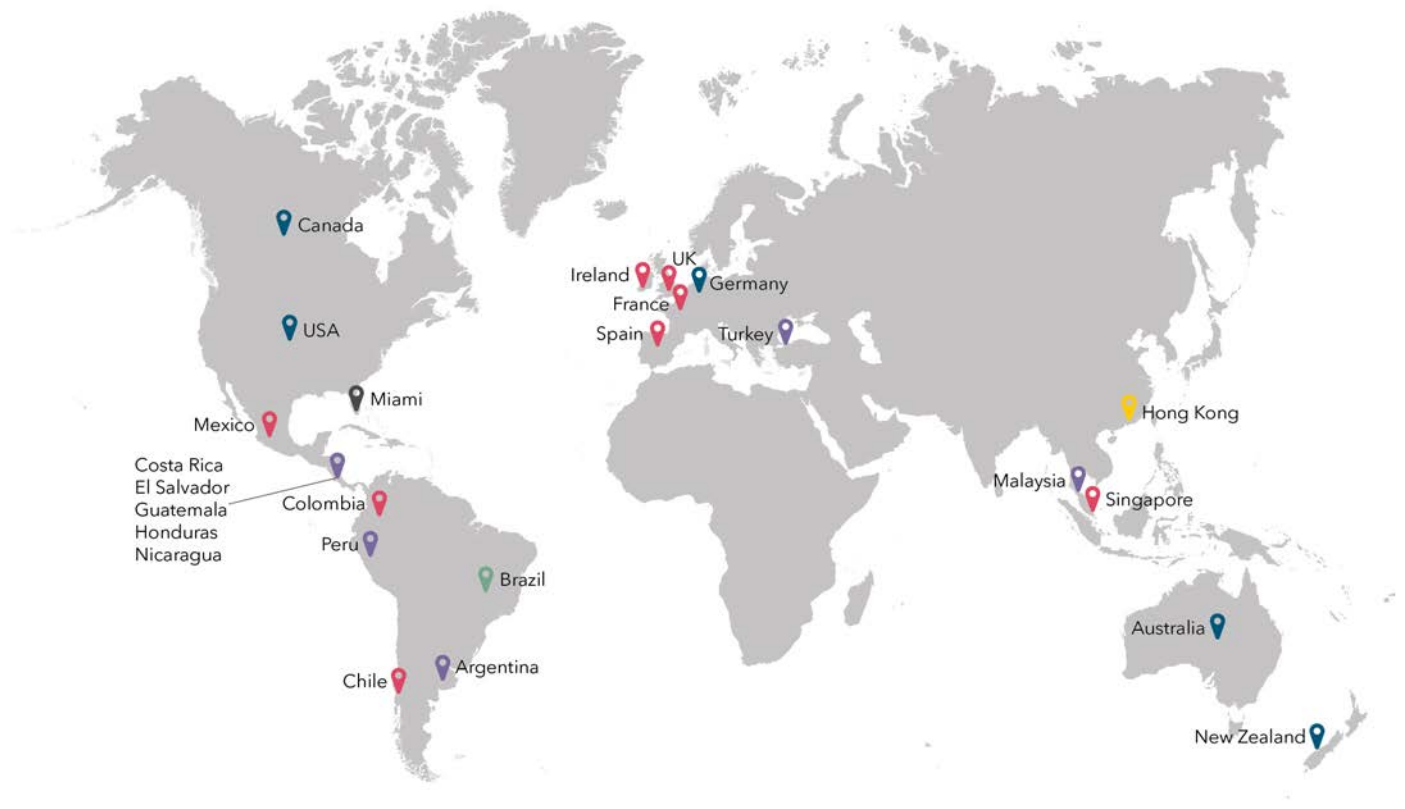 Canada
UK
Ireland
Germany
France
USA
Spain
Turkey
Miami
Hong Kong
Mexico
Costa Rica
El Salvador
Guatemala
Honduras
Nicaragua
Malaysia
Singapore
Colombia
Peru
Brazil
Australia
Argentina
Chile
New Zealand